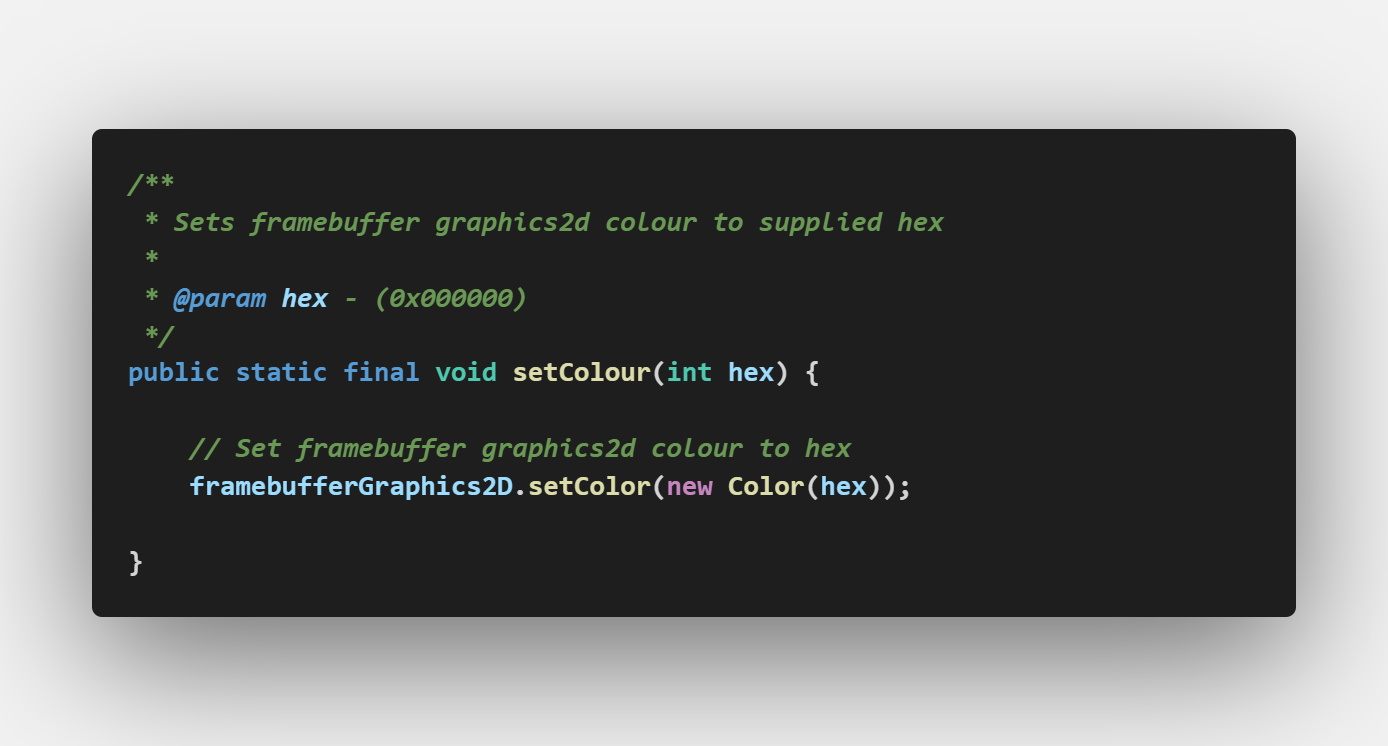 /**
 * Sets framebuffer graphics2d colour to supplied hex
 *
 * @param hex - (0x000000)
 */
public static final void setColour(int hex) {
    // Set framebuffer graphics2d colour to hex
    framebufferGraphics2D.setColor(new Color(hex));
}